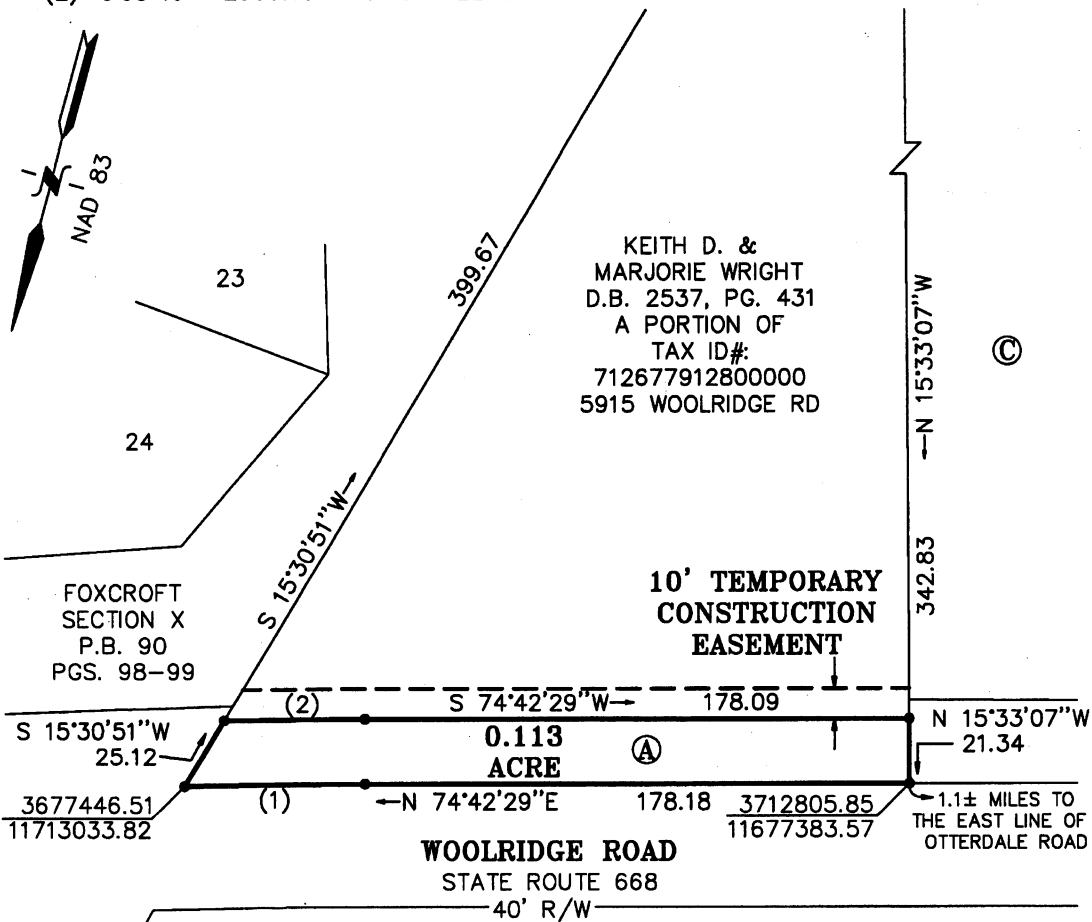 NAD 83
23
24
399.67
S 15°30'51"W
KEITH D. &
MARJORIE WRIGHT
D.B. 2537, PG. 431
A PORTION OF
TAX ID#:
712677912800000
5915 WOOLRIDGE RD
N 15°33'07"W
342.83
C
FOXCROFT
SECTION X
P.B. 90
PGS. 98-99
10' TEMPORARY
CONSTRUCTION
EASEMENT
(2)
S 74°42'29"W
178.09
S 15°30'51"W
25.12
0.113
ACRE
A
N 15°33'07"W
21.34
(1)
N 74°42'29"E
178.18
3677446.51
11713033.82
3712805.85
11677383.57
1.1± MILES TO
THE EAST LINE OF
OTTERDALE ROAD
WOOLRIDGE ROAD
STATE ROUTE 668
40' R/W